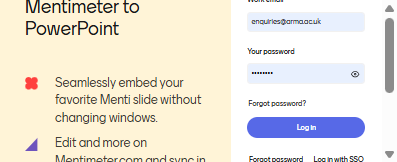 Mentimeter to
PowerPoint
Seamlessly embed your
favorite Menti slide without
changing windows.
Edit and more on
Mentimeter.com and sync in
Work email
enquiries@arma.ac.uk
Your password
••••••••
Forgot password?
Log in
Forgot password Log in with SSO